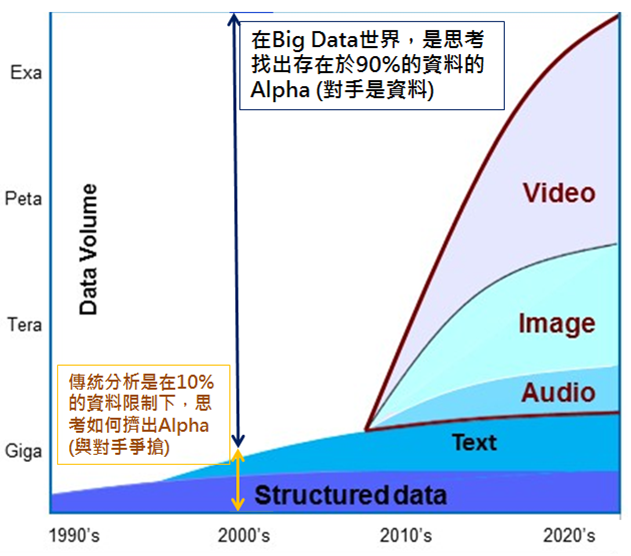 在Big Data世界，是思考
找出存在於90%的資料的
Alpha (對手是資料)
Exa
Peta
Tera
Giga
Data Volume
Video
Image
Audio
Text
Structured data
傳統分析是在10%
的資料限制下，思
考如何擠出Alpha
(與對手爭搶)
1990's
2000's
2010's
2020's